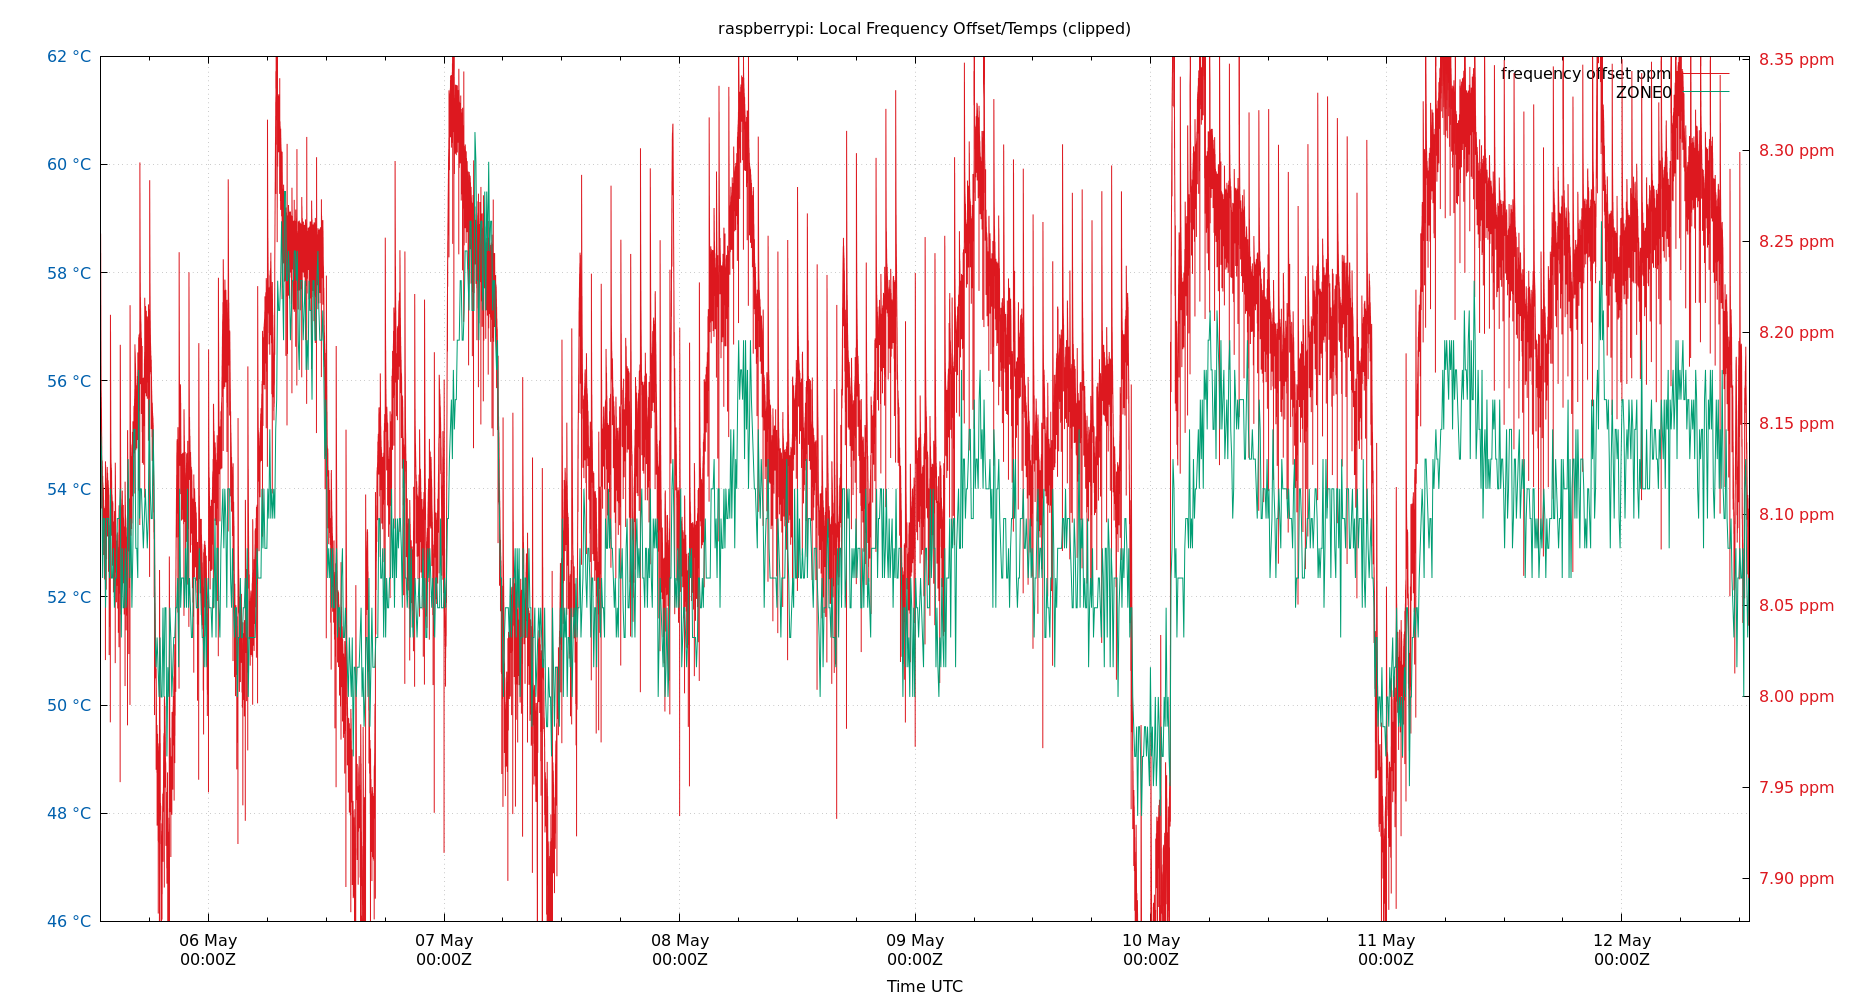 raspberrypi: Local Frequency Offset/Temps (clipped)
62 °C
60 °C
58 °C
56 °C
54 °C
52 °C
50 °C
48 °C
46 °C
8.35 ppm
8.30 ppm
8.25 ppm
8.20 ppm
8.15 ppm
8.10 ppm
8.05 ppm
8.00 ppm
7.95 ppm
7.90 ppm
frequency offset ppm
ZONE0
06 May
00:00Z
07 May
00:00Z
08 May
00:00Z
09 May
00:00Z
10 May
00:00Z
11 May
00:00Z
12 May
00:00Z
Time UTC